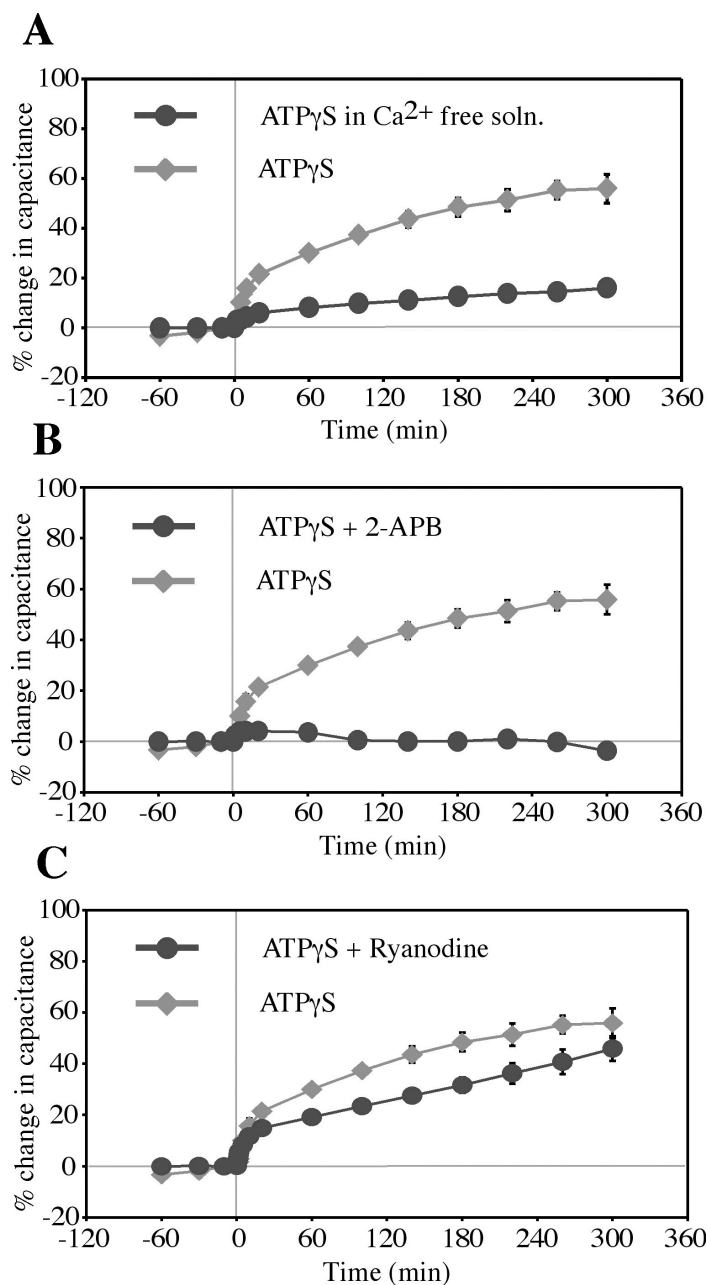 A
100
80
60
40
20
0
-20
% change in capacitance
ATPγS in Ca2+ free soln.
ATPγS
-120 -60 0 60 120 180 240 300 360
Time (min)
B
100
80
60
40
20
0
-20
% change in capacitance
ATPγS + 2-APB
ATPγS
-120 -60 0 60 120 180 240 300 360
Time (min)
C
100
80
60
40
20
0
-20
% change in capacitance
ATPγS + Ryanodine
ATPγS
-120 -60 0 60 120 180 240 300 360
Time (min)